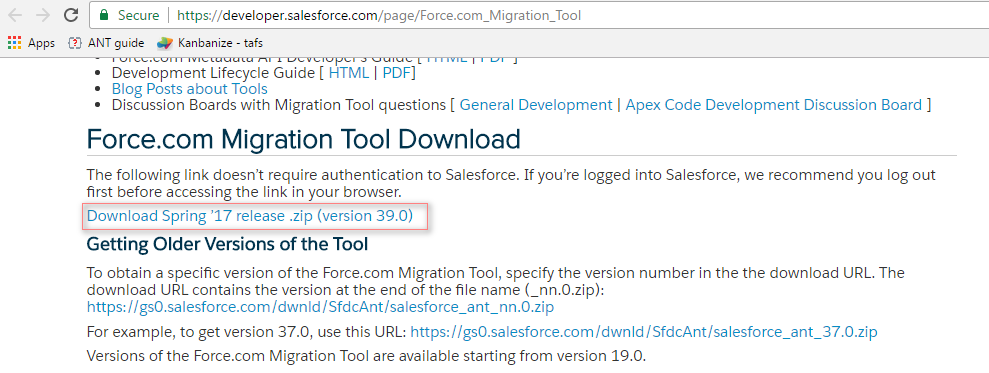 Secure https://developer.salesforce.com/page/Force.com_Migration_Tool
Apps ANT guide Kanbanize - tafs
Force.com Metadata API Developer's Guide [ HTML | PDF ]
Development Lifecycle Guide [ HTML | PDF]
Blog Posts about Tools
Discussion Boards with Migration Tool questions [ General Development | Apex Code Development Discussion Board ]
Force.com Migration Tool Download
The following link doesn't require authentication to Salesforce. If you're logged into Salesforce, we recommend you log out
first before accessing the link in your browser.
Download Spring '17 release .zip (version 39.0)
Getting Older Versions of the Tool
To obtain a specific version of the Force.com Migration Tool, specify the version number in the the download URL. The
download URL contains the version at the end of the file name (_nn.0.zip):
https://gs0.salesforce.com/dwnld/SfdcAnt/salesforce_ant_nn.0.zip
For example, to get version 37.0, use this URL: https://gs0.salesforce.com/dwnld/SfdcAnt/salesforce_ant_37.0.zip
Versions of the Force.com Migration Tool are available starting from version 19.0.